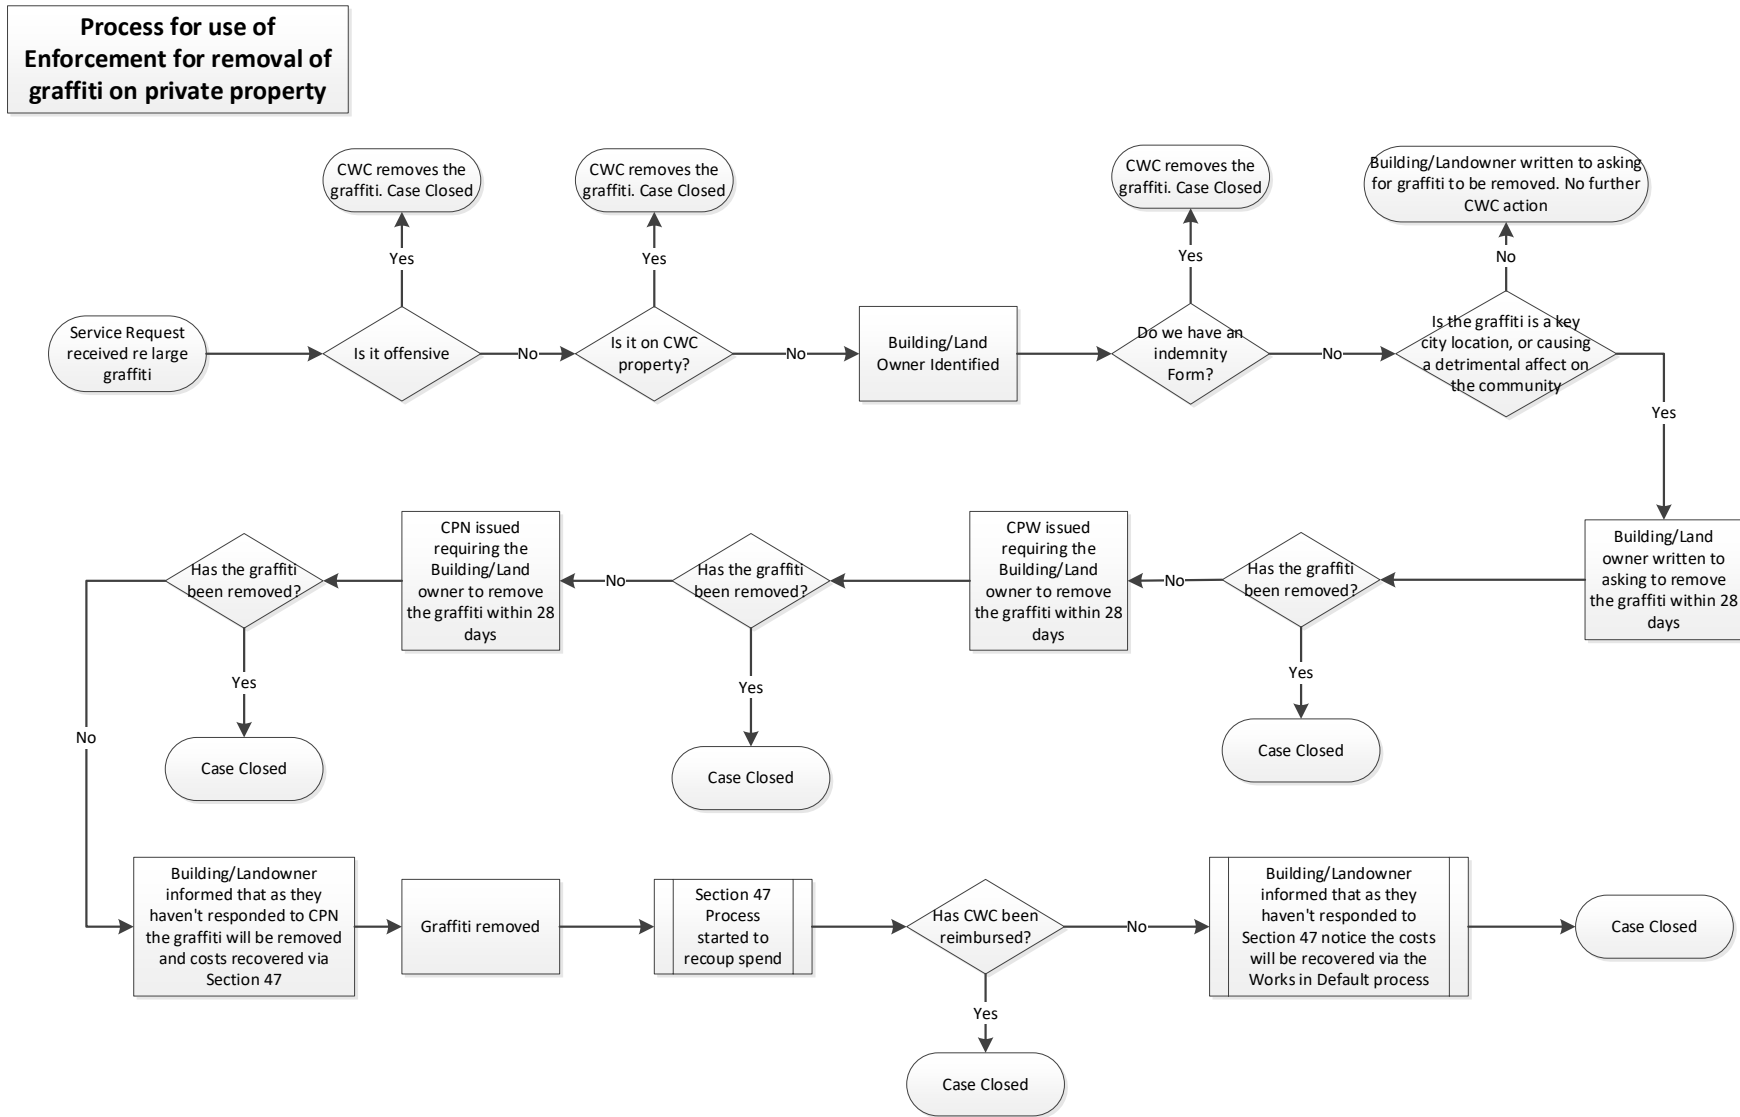 Process for use of
Enforcement for removal of
graffiti on private property
CWC removes the
graffiti. Case Closed
CWC removes the
graffiti. Case Closed
CWC removes the
graffiti. Case Closed
Building/Landowner written to asking
for graffiti to be removed. No further
CWC action
Yes
Yes
Yes
No
Service Request
received re large
graffiti
Is it offensive
No
Is it on CWC
property?
No
Building/Land
Owner Identified
Do we have an
indemnity
Form?
No
Is the graffiti is a key
city location, or causing
a detrimental affect on
the community
Yes
Building/Land
owner written to
asking to remove
the graffiti within 28
days
Has the graffiti
been removed?
No
CPW issued
requiring the
Building/Land
owner to remove
the graffiti within 28
days
Has the graffiti
been removed?
No
CPN issued
requiring the
Building/Land
owner to remove
the graffiti within 28
days
Has the graffiti
been removed?
Yes
Case Closed
Yes
Case Closed
Yes
Case Closed
No
Building/Landowner
informed that as they
haven't responded to CPN
the graffiti will be removed
and costs recovered via
Section 47
Graffiti removed
Section 47
Process
started to
recoup spend
Has CWC been
reimbursed?
No
Building/Landowner
informed that as they
haven't responded to
Section 47 notice the costs
will be recovered via the
Works in Default process
Case Closed
Yes
Case Closed